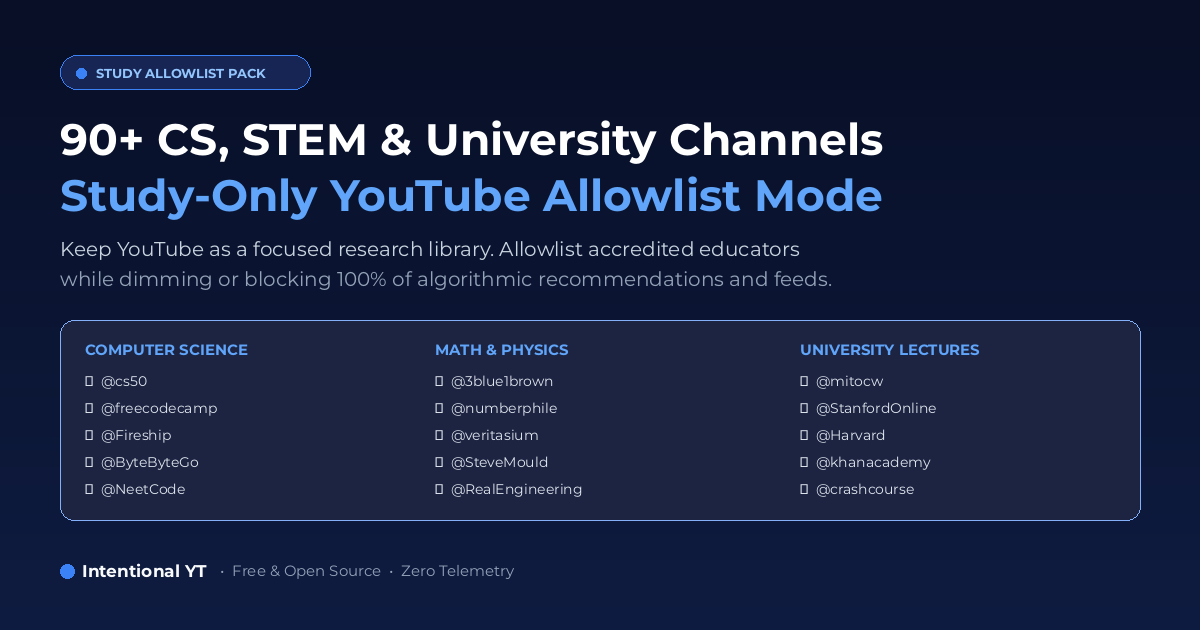 STUDY ALLOWLIST PACK
90+ CS, STEM & University Channels
Study-Only YouTube Allowlist Mode
Keep YouTube as a focused research library. Allowlist accredited educators
while dimming or blocking 100% of algorithmic recommendations and feeds.
COMPUTER SCIENCE
@cs50
@freecodecamp
@Fireship
@ByteByteGo
@NeetCode
MATH & PHYSICS
@3blue1brown
@numberphile
@veritasium
@SteveMould
@RealEngineering
UNIVERSITY LECTURES
@mitocw
@StanfordOnline
@Harvard
@khanacademy
@crashcourse
Intentional YT · Free & Open Source · Zero Telemetry